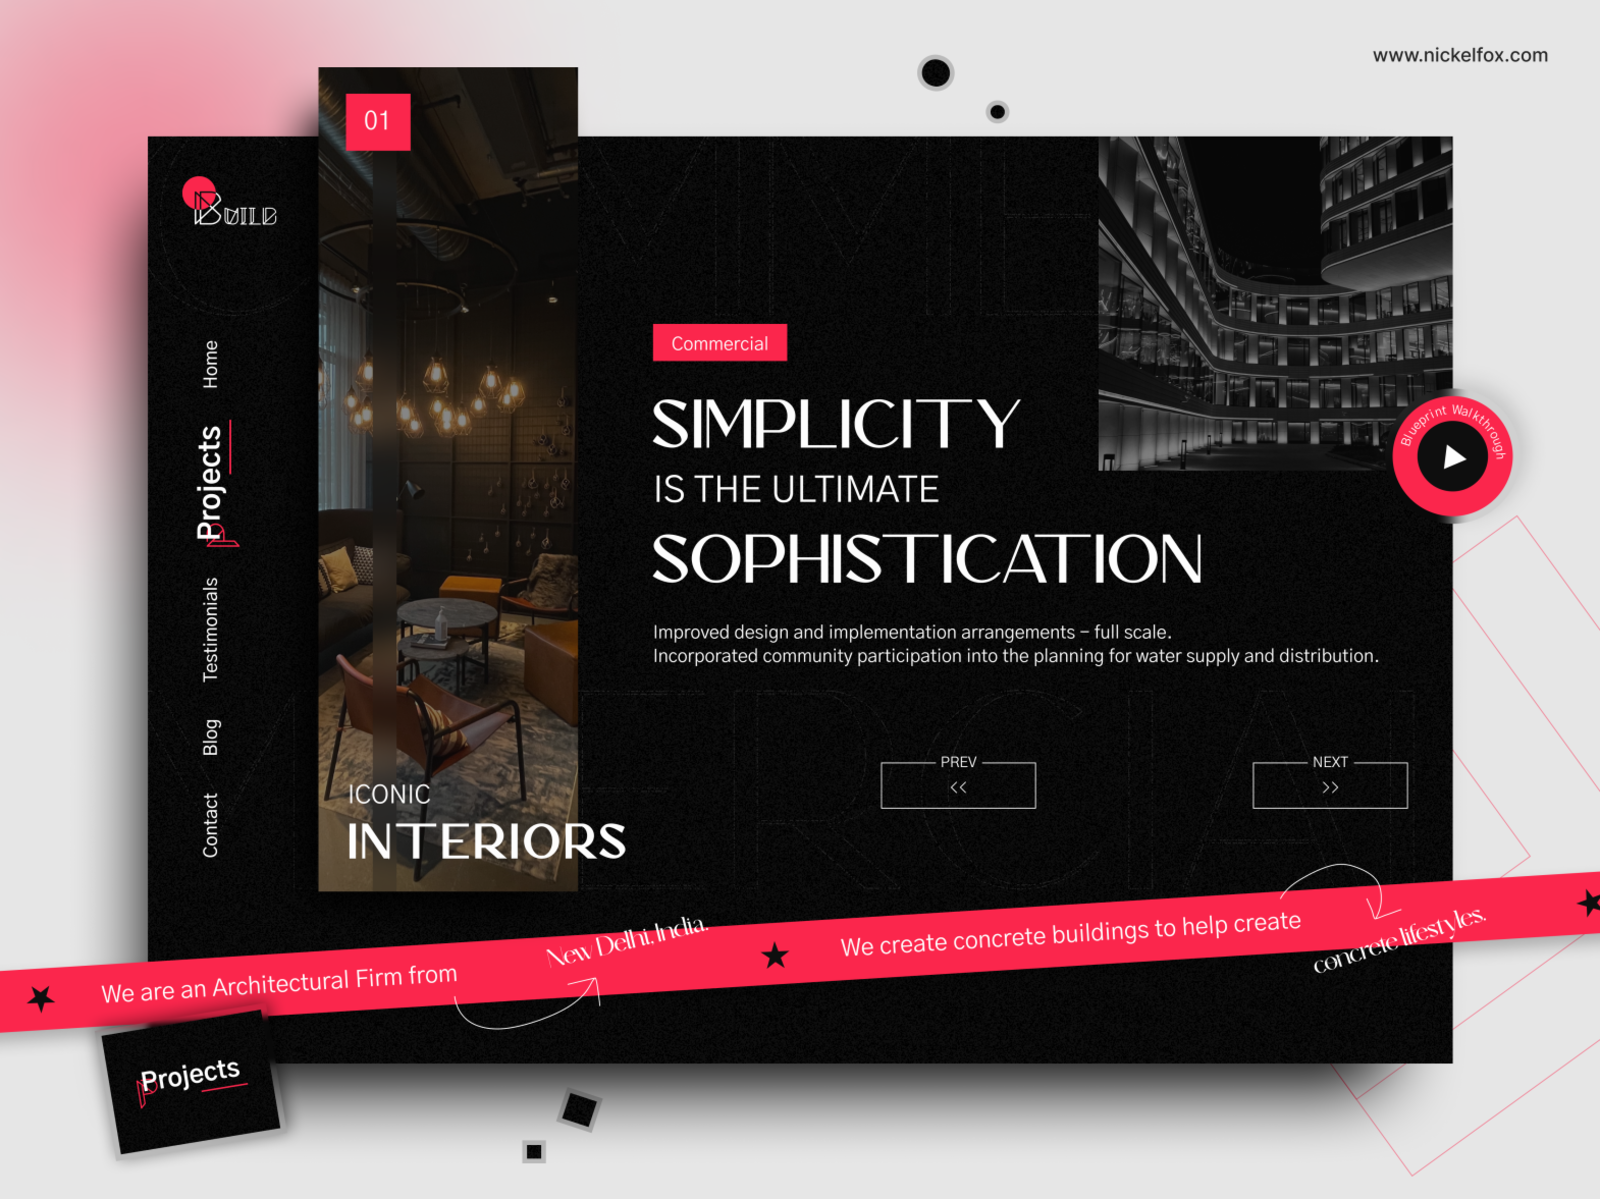 www.nickelfox.com
01
BUILD
Home
Projects
Testimonials
Blog
Contact
ICONIC
INTERIORS
Commercial
SIMPLICITY
IS THE ULTIMATE
SOPHISTICATION
Improved design and implementation arrangements – full scale.
Incorporated community participation into the planning for water supply and distribution.
Blueprint Walkthrough
PREV
<<
NEXT
>>
We are an Architectural Firm from New Delhi, India.
We create concrete buildings to help create concrete lifestyles.
Projects